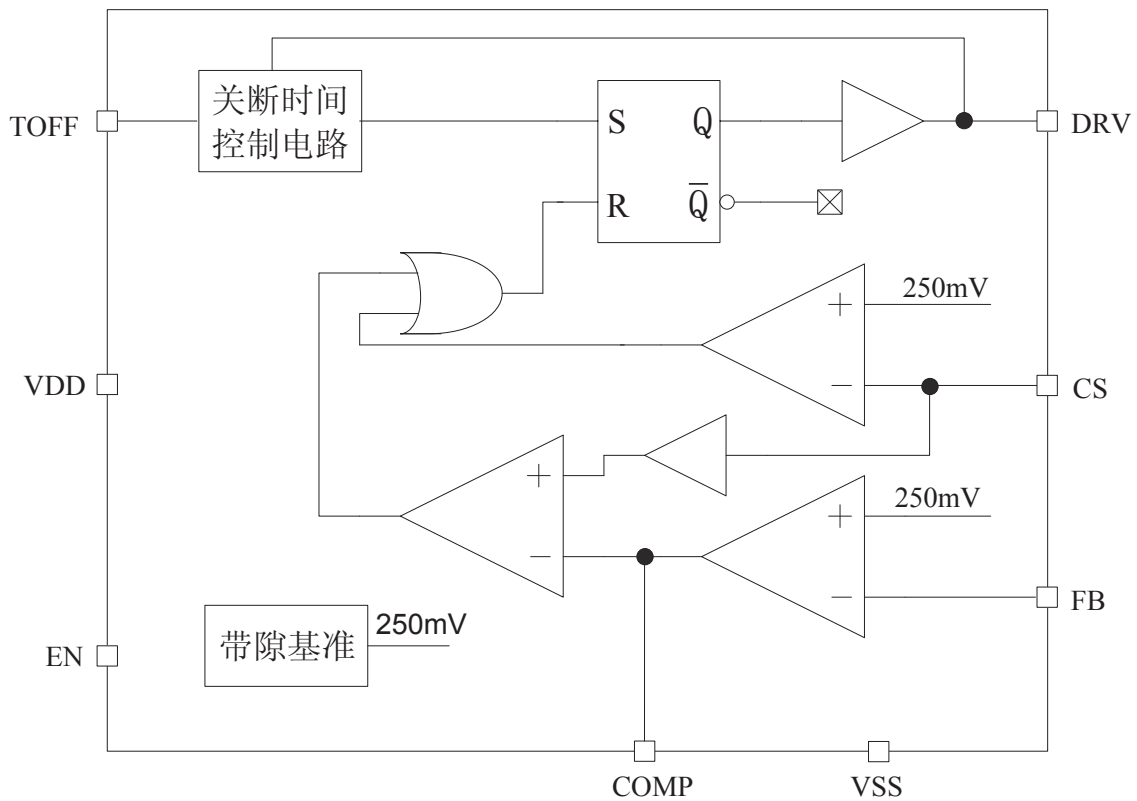 TOFF
关断时间
控制电路
S
Q
R
Q̅
DRV
250mV
+
−
VDD
CS
+
−
250mV
+
−
FB
带隙基准
250mV
EN
COMP
VSS